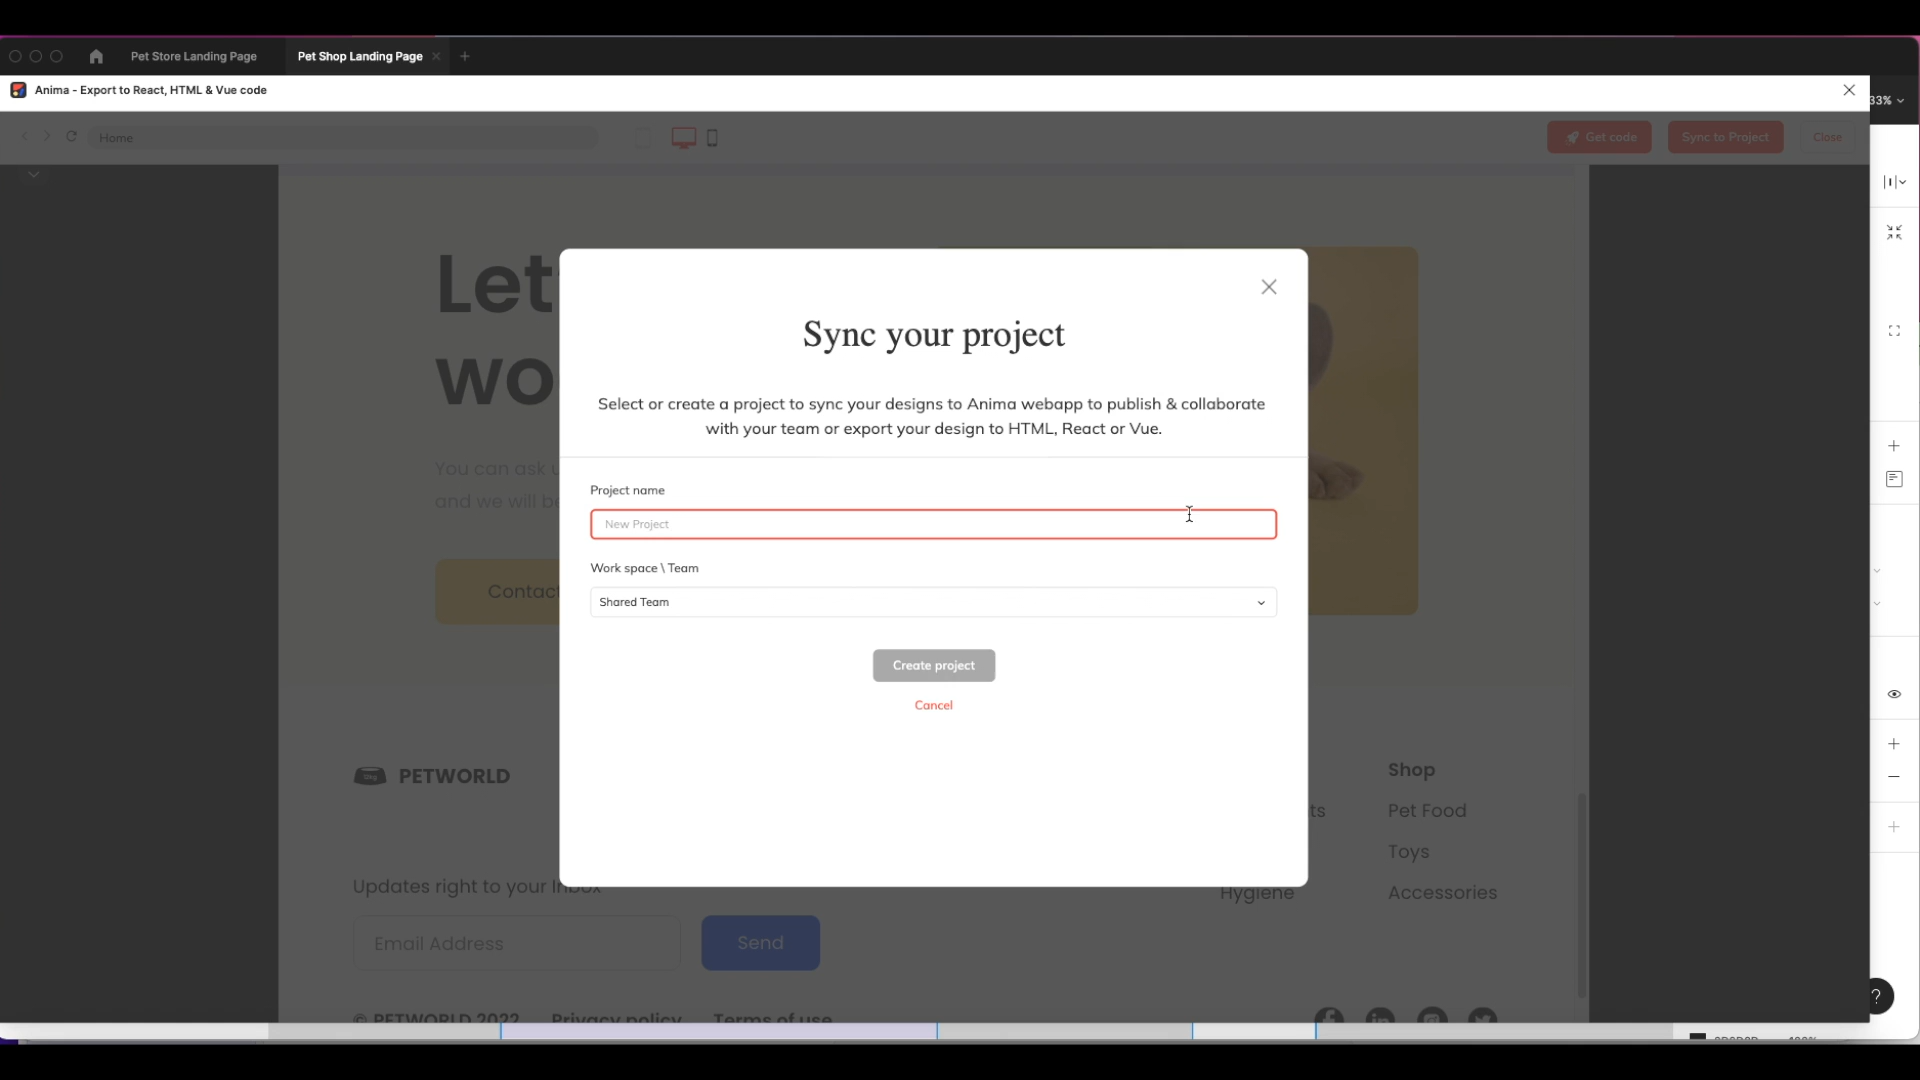 Pet Store Landing Page
Pet Shop Landing Page
Anima - Export to React, HTML & Vue code
33%
Home
Get code
Sync to Project
Close
Let
wo
Sync your project
Select or create a project to sync your designs to Anima webapp to publish & collaborate
with your team or export your design to HTML, React or Vue.
You can ask
and we will be
Project name
New Project
Work space \ Team
Shared Team
Contact
Create project
Cancel
PETWORLD
Shop
ts
Pet Food
Toys
Updates right to your Inbox
Hygiene
Accessories
Email Address
Send
?
© PETWORLD 2022
Privacy policy
Terms of use